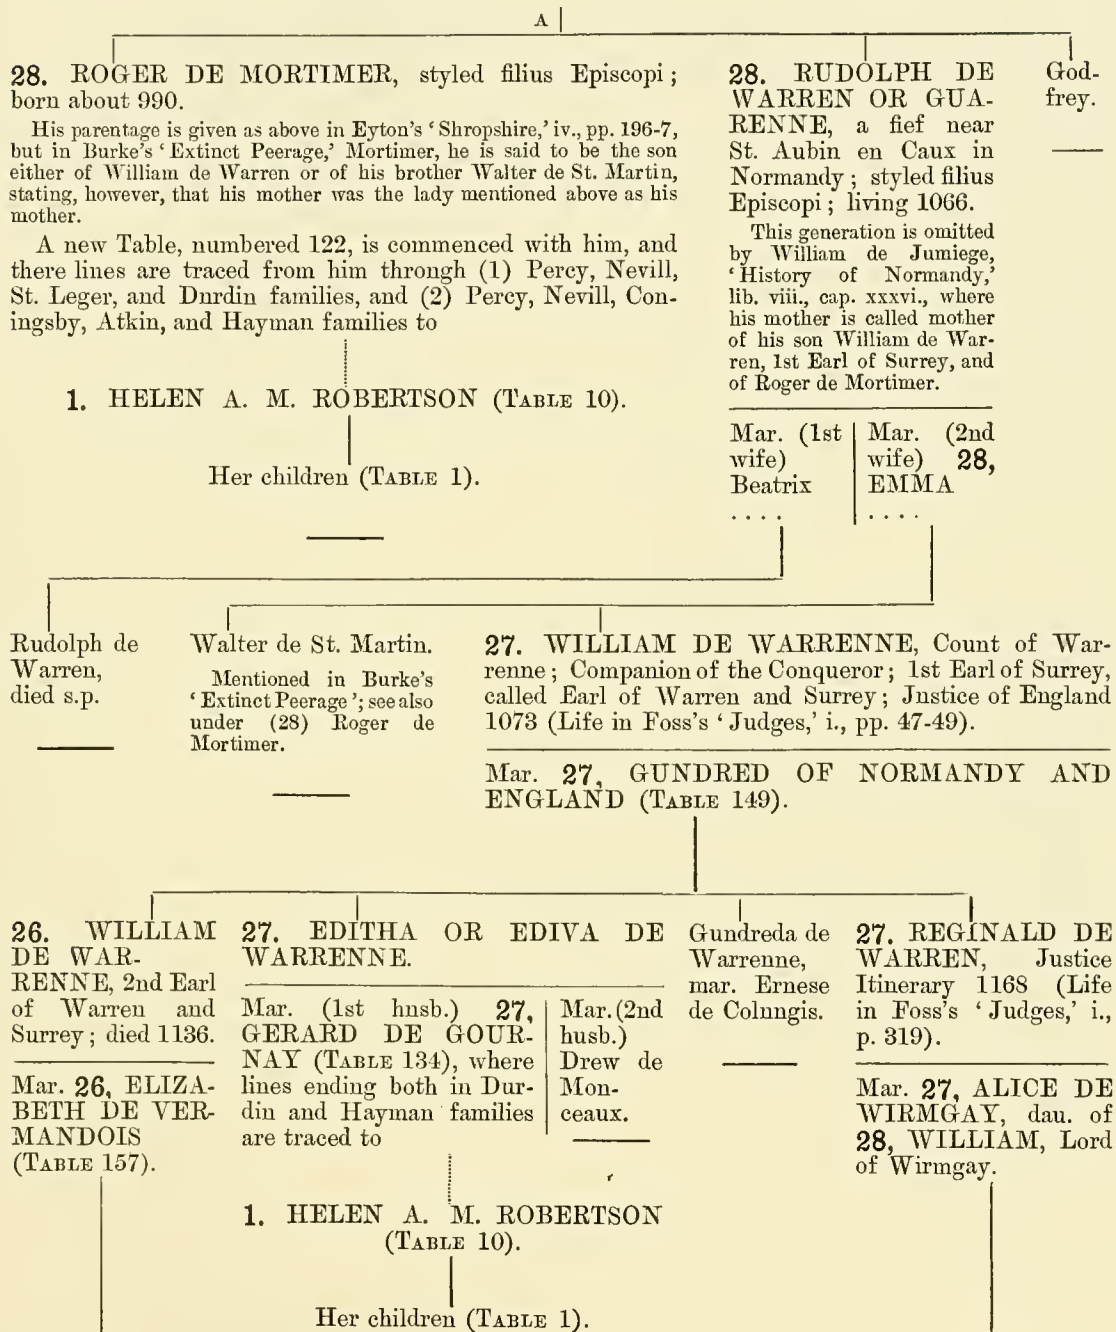 A
28. ROGER DE MORTIMER, styled filius Episcopi;
born about 990.
His parentage is given as above in Eyton's ‘Shropshire,’ iv., pp. 196-7,
but in Burke's ‘Extinct Peerage,’ Mortimer, he is said to be the son
either of William de Warren or of his brother Walter de St. Martin,
stating, however, that his mother was the lady mentioned above as his
mother.
A new Table, numbered 122, is commenced with him, and
there lines are traced from him through (1) Percy, Nevill,
St. Leger, and Durdin families, and (2) Percy, Nevill, Con-
ingsby, Atkin, and Hayman families to
1. HELEN A. M. ROBERTSON (TABLE 10).
Her children (TABLE 1).
28. RUDOLPH DE
WARREN OR GUA-
RENNE, a fief near
St. Aubin en Caux in
Normandy; styled filius
Episcopi; living 1066.
This generation is omitted
by William de Jumiege,
‘History of Normandy,’
lib. viii., cap. xxxvi., where
his mother is called mother
of his son William de War-
ren, 1st Earl of Surrey, and
of Roger de Mortimer.
Mar. (1st
wife)
Beatrix
. . . .
Mar. (2nd
wife) 28,
EMMA
. . . .
God-
frey.
Rudolph de
Warren,
died s.p.
Walter de St. Martin.
Mentioned in Burke's
‘Extinct Peerage’; see also
under (28) Roger de
Mortimer.
27. WILLIAM DE WARRENNE, Count of War-
renne; Companion of the Conqueror; 1st Earl of Surrey,
called Earl of Warren and Surrey; Justice of England
1073 (Life in Foss's ‘Judges,’ i., pp. 47-49).
Mar. 27, GUNDRED OF NORMANDY AND
ENGLAND (TABLE 149).
26. WILLIAM
DE WAR-
RENNE, 2nd Earl
of Warren and
Surrey; died 1136.
Mar. 26, ELIZA-
BETH DE VER-
MANDOIS
(TABLE 157).
27. EDITHA OR EDIVA DE
WARRENNE.
Mar. (1st husb.) 27,
GERARD DE GOUR-
NAY (TABLE 134), where
lines ending both in Dur-
din and Hayman families
are traced to
Mar. (2nd
husb.)
Drew de
Mon-
ceaux.
1. HELEN A. M. ROBERTSON
(TABLE 10).
Her children (TABLE 1).
Gundreda de
Warrenne,
mar. Ernese
de Colungis.
27. REGINALD DE
WARREN, Justice
Itinerary 1168 (Life
in Foss's ‘Judges,’ i.,
p. 319).
Mar. 27, ALICE DE
WIRMGAY, dau. of
28, WILLIAM, Lord
of Wirmgay.